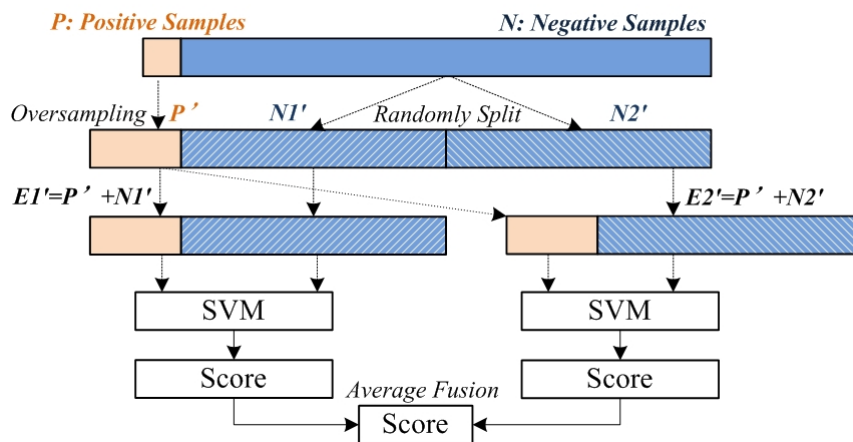 P: Positive Samples
N: Negative Samples
Oversampling P' N1' Randomly Split N2'
E1'=P' +N1' E2'=P' +N2'
SVM SVM
Score Score
Average Fusion
Score